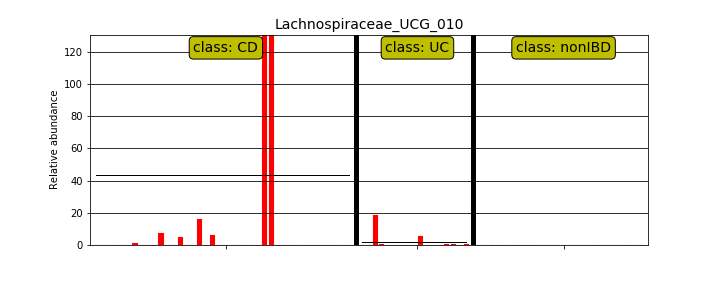 Lachnospiraceae_UCG_010
class: CD
class: UC
class: nonIBD
Relative abundance
120
100
80
60
40
20
0